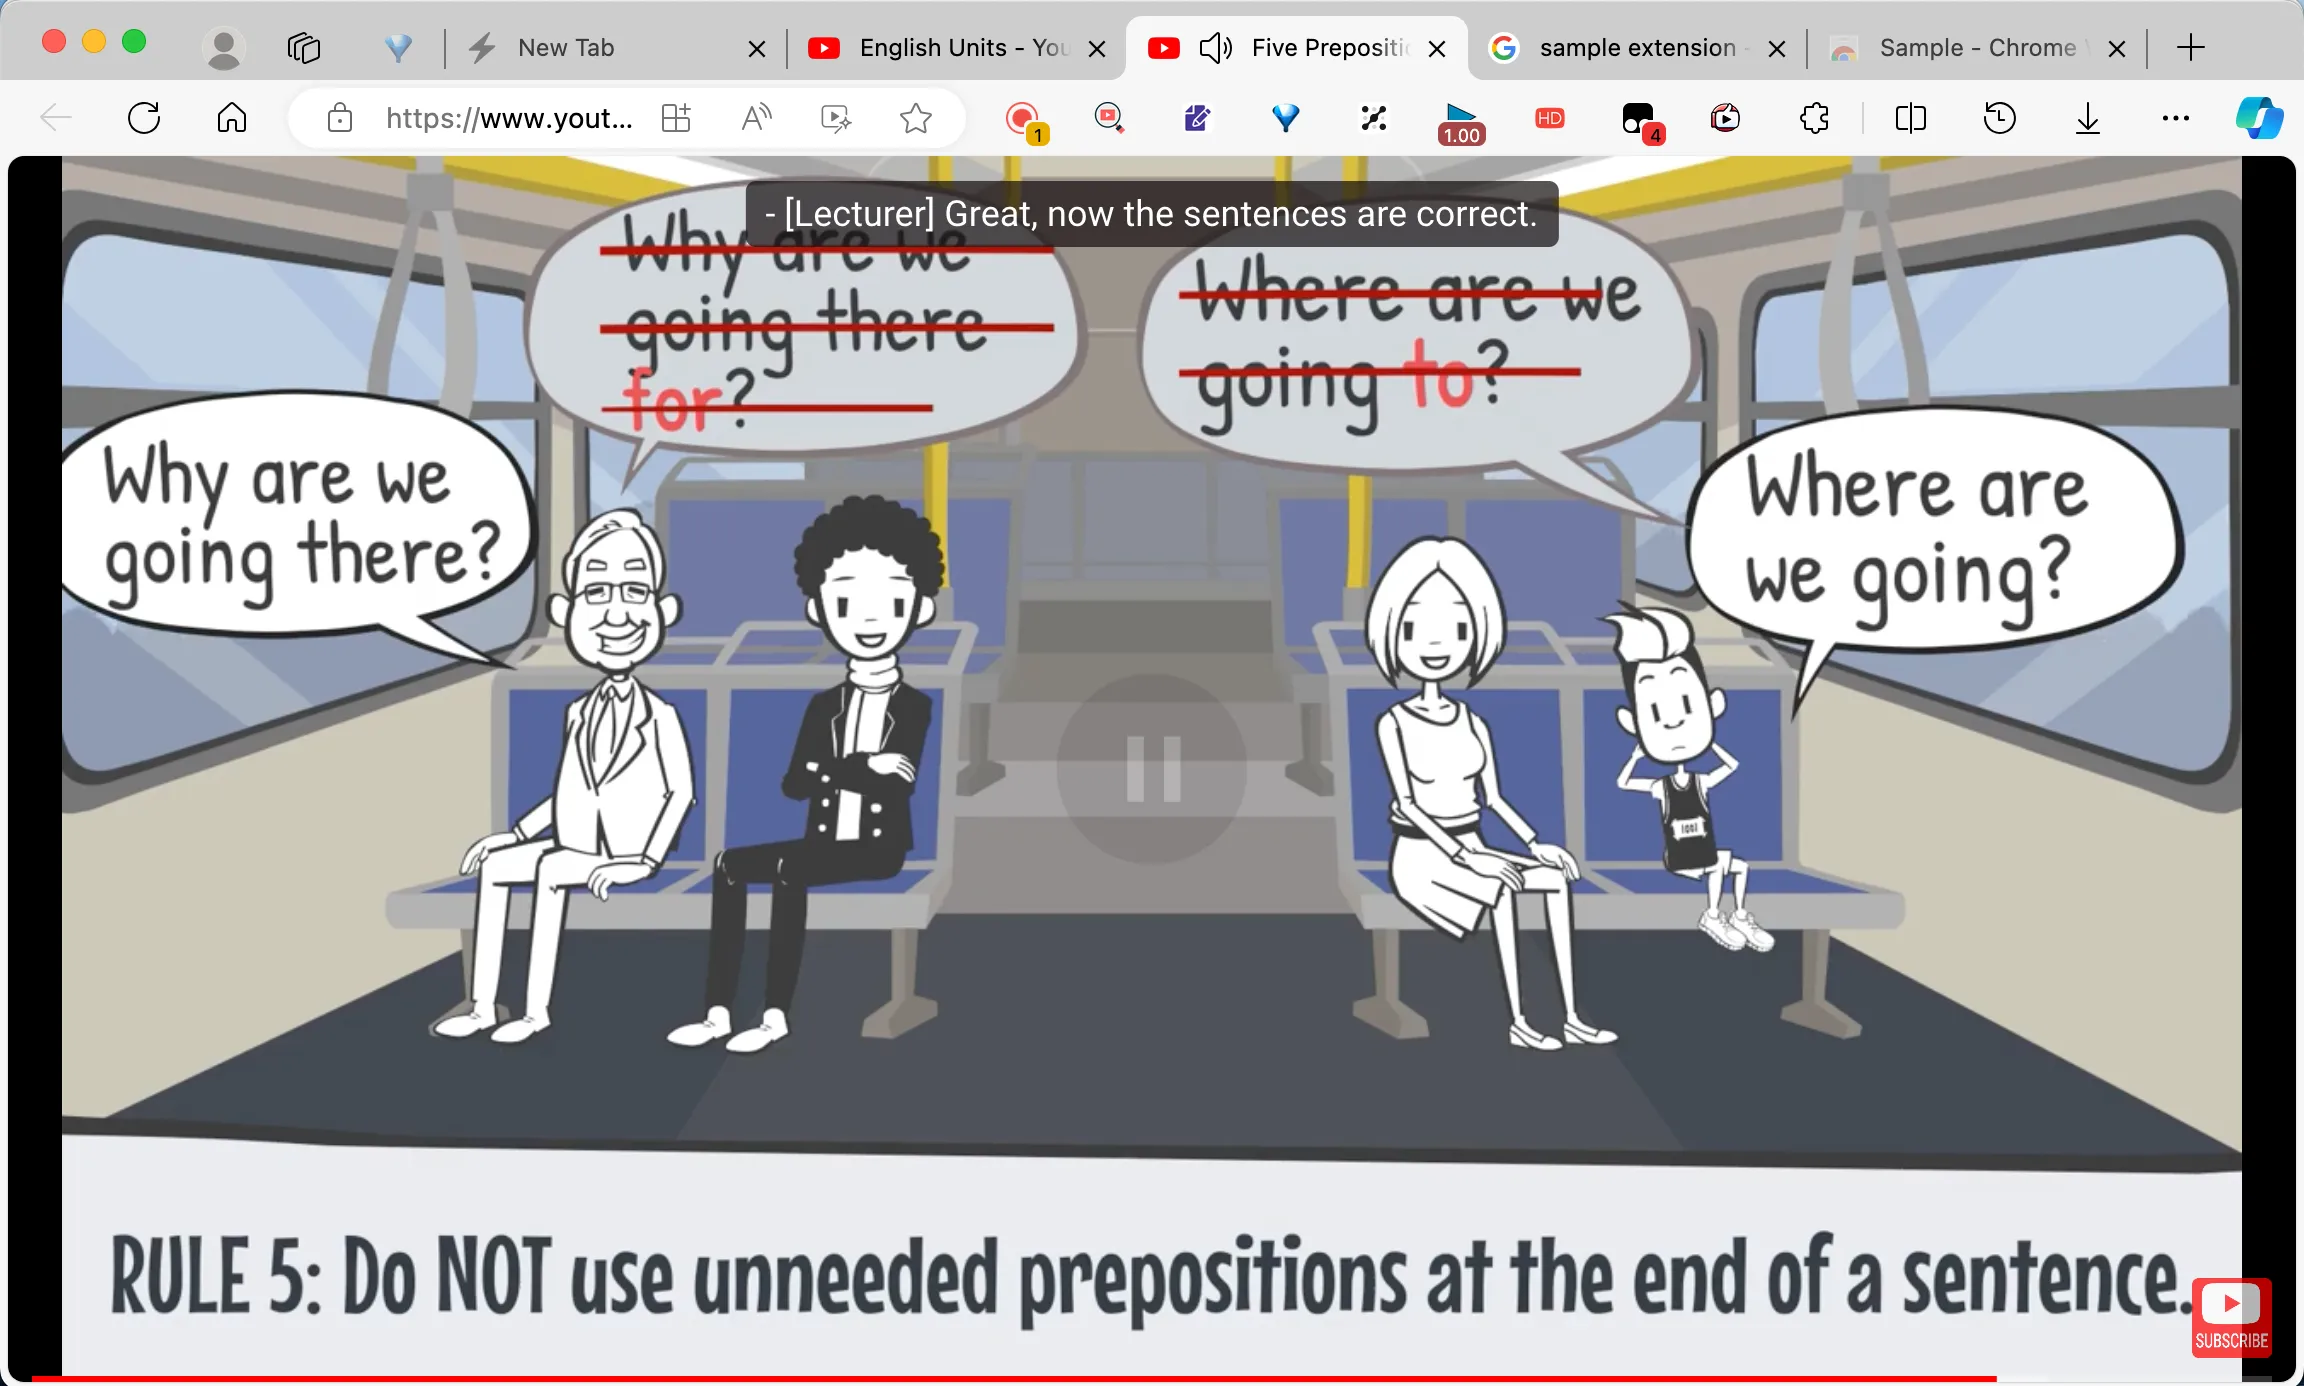 New Tab
English Units - You
Five Prepositi
sample extension -
Sample - Chrome
https://www.yout...
1
1.00
HD
4
- [Lecturer] Great, now the sentences are correct.
Why are we
going there
for?
Where are we
going to?
Why are we
going there?
Where are
we going?
1001
RULE 5: Do NOT use unneeded prepositions at the end of a sentence.
SUBSCRIBE